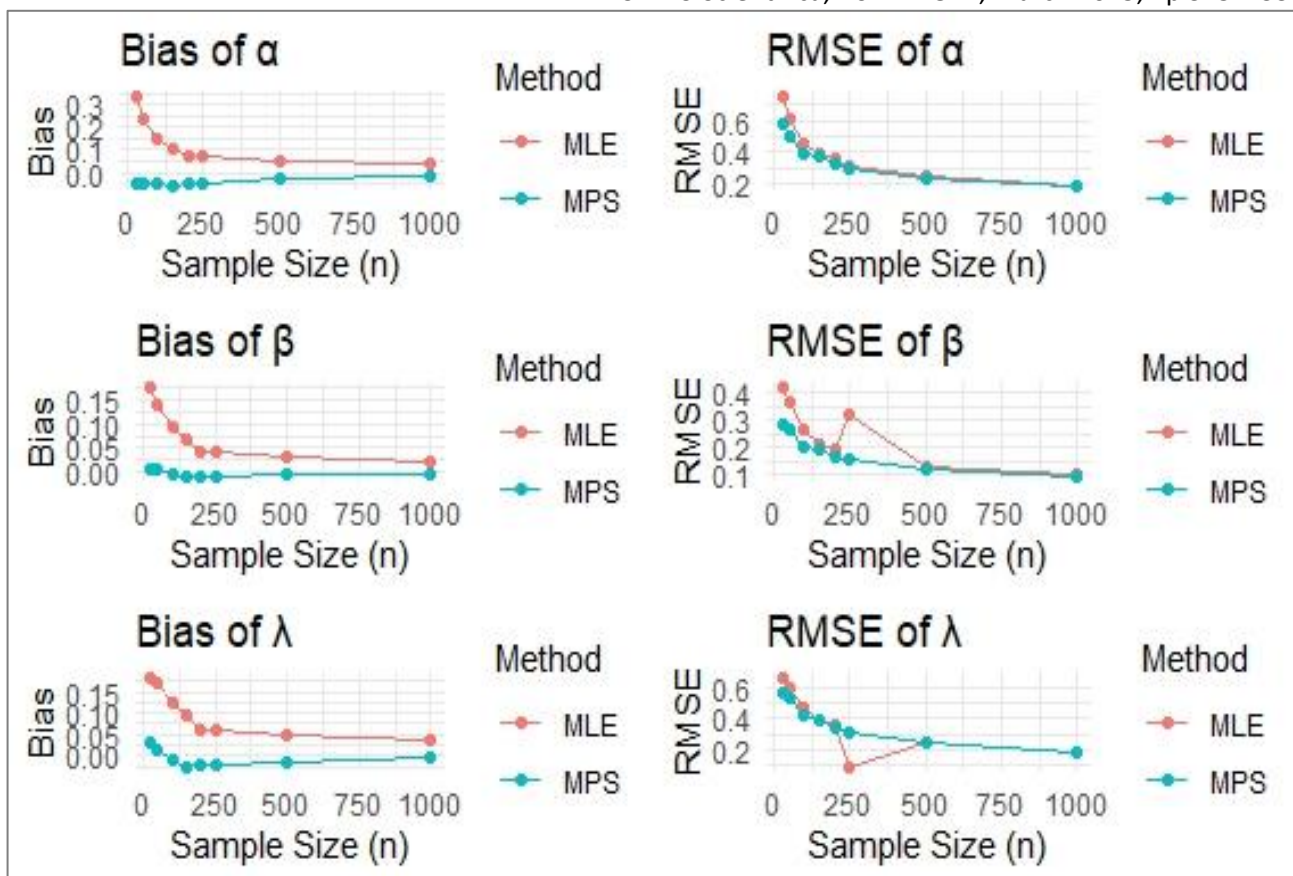 Bias of α
Bias
0.3
0.2
0.1
0.0
0 250 500 750 1000
Sample Size (n)
Method
MLE
MPS
RMSE of α
RMSE
0.6
0.4
0.2
0 250 500 750 1000
Sample Size (n)
Method
MLE
MPS
Bias of β
Bias
0.15
0.10
0.05
0.00
0 250 500 750 1000
Sample Size (n)
Method
MLE
MPS
RMSE of β
RMSE
0.4
0.3
0.2
0.1
0 250 500 750 1000
Sample Size (n)
Method
MLE
MPS
Bias of λ
Bias
0.15
0.10
0.05
0.00
0 250 500 750 1000
Sample Size (n)
Method
MLE
MPS
RMSE of λ
RMSE
0.6
0.4
0.2
0 250 500 750 1000
Sample Size (n)
Method
MLE
MPS